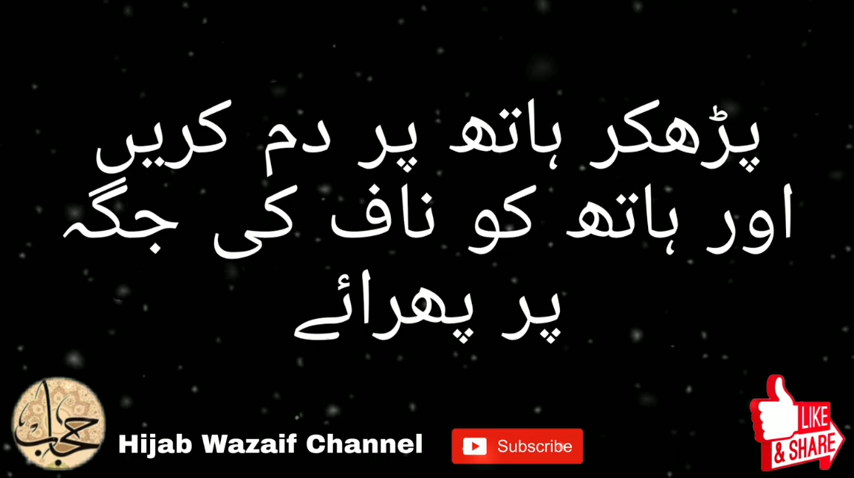 پڑھکر ہاتھ پر دم کریں
اور ہاتھ کو ناف کی جگہ
پر پھرائے
حجاب
Hijab Wazaif Channel
Subscribe
LIKE
& SHARE